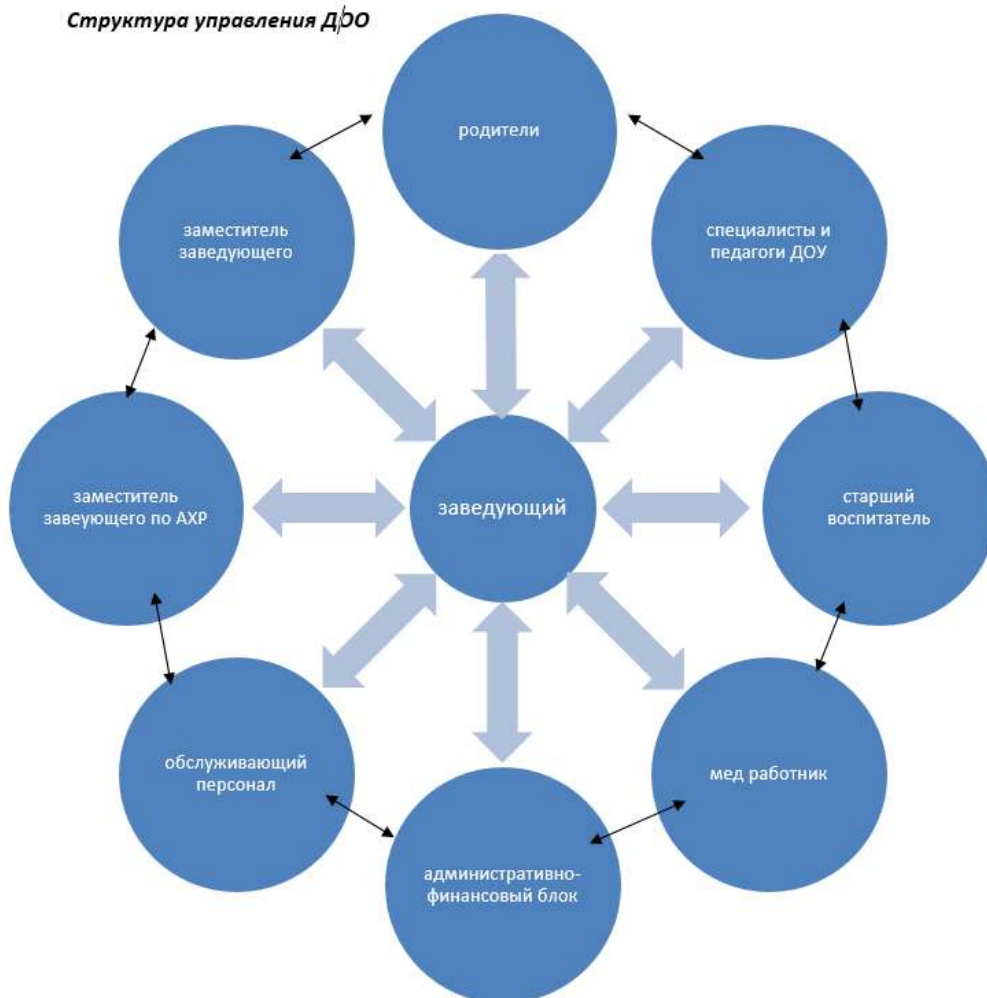 Структура управления ДОО
родители
заместитель
заведующего
специалисты и
педагоги ДОУ
заместитель
завеующего по АХР
заведующий
старший
воспитатель
обслуживающий
персонал
мед работник
административно-
финансовый блок